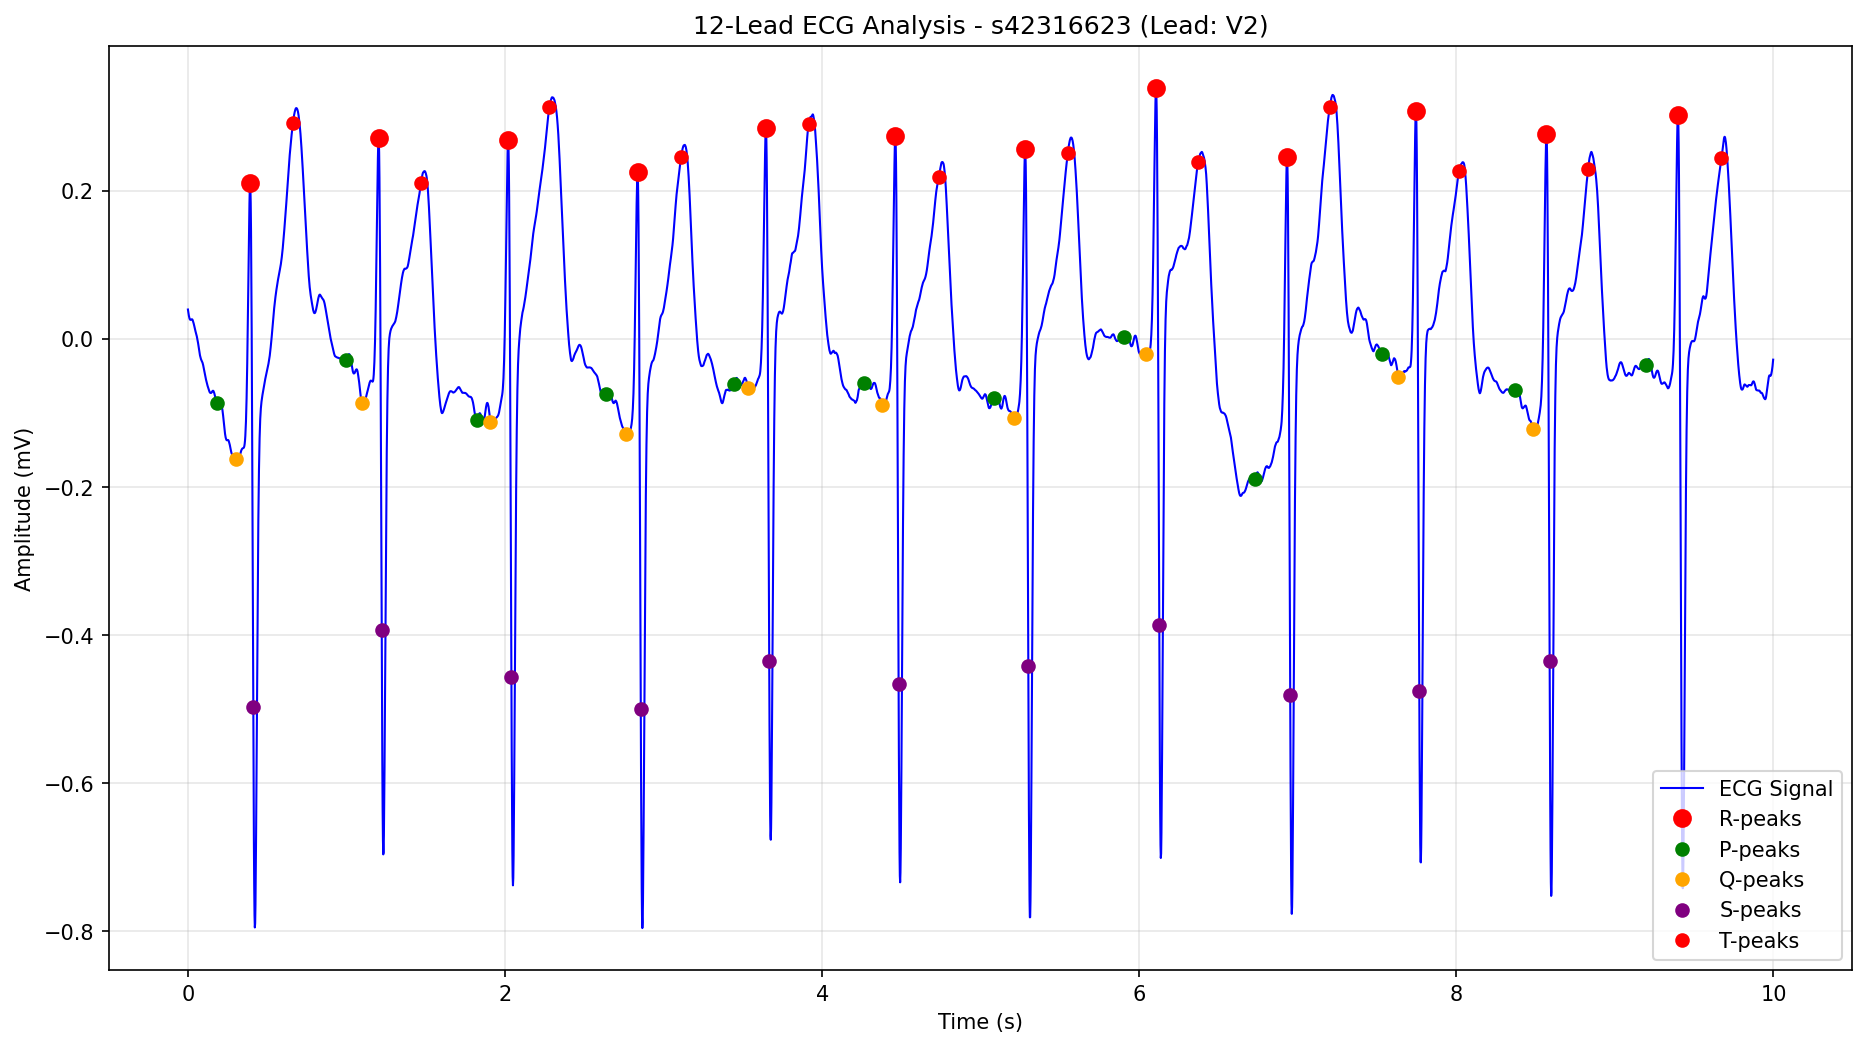 12-Lead ECG Analysis - s42316623 (Lead: V2)
Amplitude (mV)
0.2
0.0
−0.2
−0.4
−0.6
−0.8
0 2 4 6 8 10
Time (s)
ECG Signal
R-peaks
P-peaks
Q-peaks
S-peaks
T-peaks